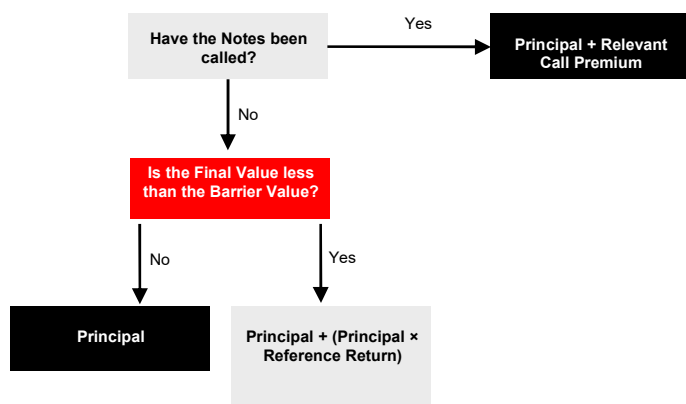 Have the Notes been
called?
Yes
Principal + Relevant
Call Premium
No
Is the Final Value less
than the Barrier Value?
No
Yes
Principal
Principal + (Principal ×
Reference Return)